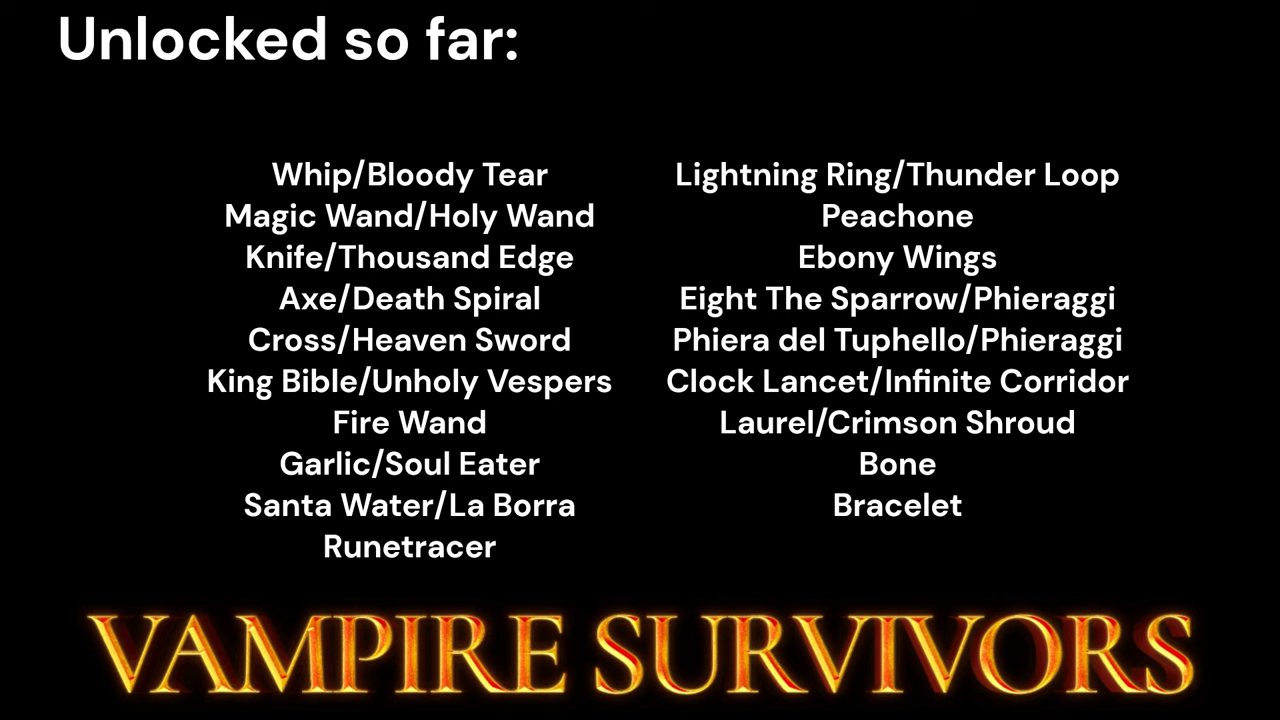 Unlocked so far:
Whip/Bloody Tear
Magic Wand/Holy Wand
Knife/Thousand Edge
Axe/Death Spiral
Cross/Heaven Sword
King Bible/Unholy Vespers
Fire Wand
Garlic/Soul Eater
Santa Water/La Borra
Runetracer
Lightning Ring/Thunder Loop
Peachone
Ebony Wings
Eight The Sparrow/Phieraggi
Phiera del Tuphello/Phieraggi
Clock Lancet/Infinite Corridor
Laurel/Crimson Shroud
Bone
Bracelet
VAMPIRE SURVIVORS